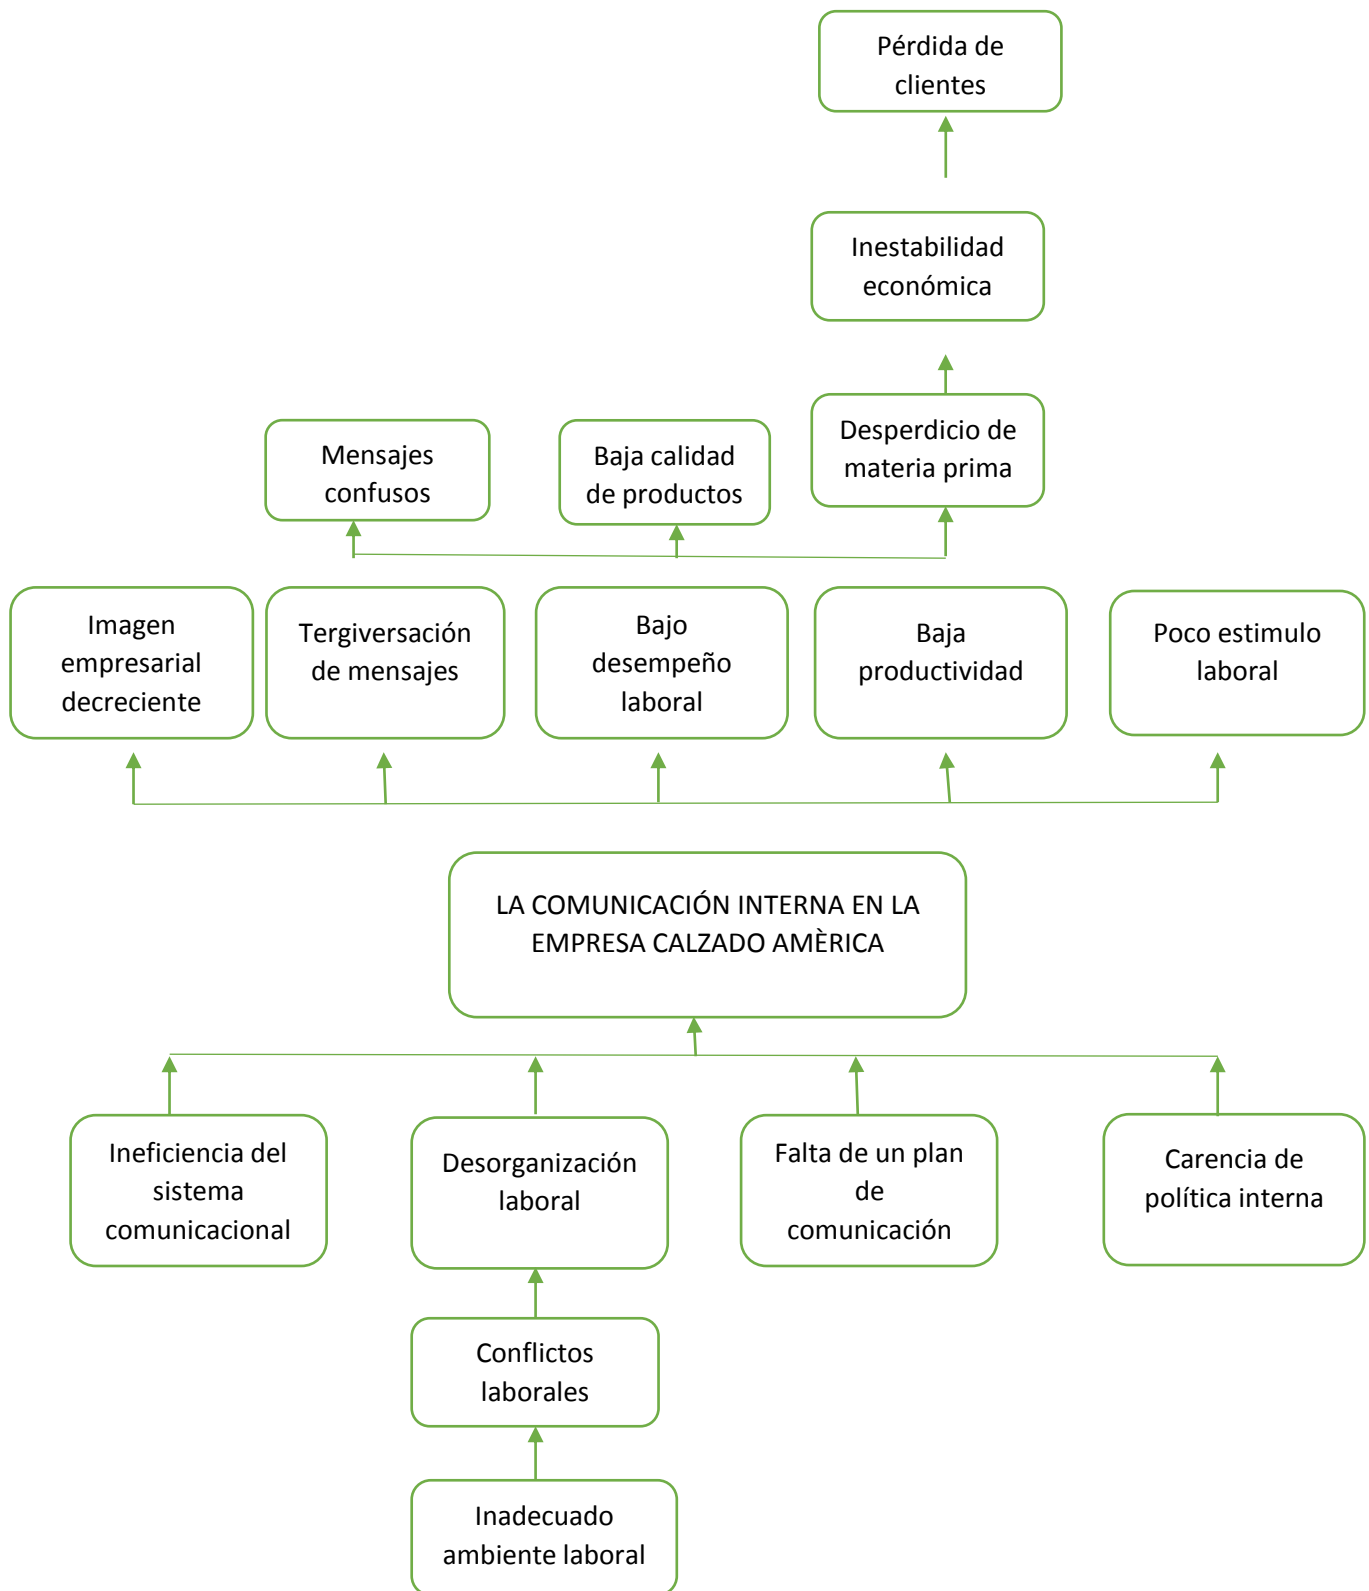 Pérdida de
clientes
Inestabilidad
económica
Desperdicio de
materia prima
Mensajes
confusos
Baja calidad
de productos
Imagen
empresarial
decreciente
Tergiversación
de mensajes
Bajo
desempeño
laboral
Baja
productividad
Poco estimulo
laboral
LA COMUNICACIÓN INTERNA EN LA
EMPRESA CALZADO AMÈRICA
Ineficiencia del
sistema
comunicacional
Desorganización
laboral
Falta de un plan
de
comunicación
Carencia de
política interna
Conflictos
laborales
Inadecuado
ambiente laboral